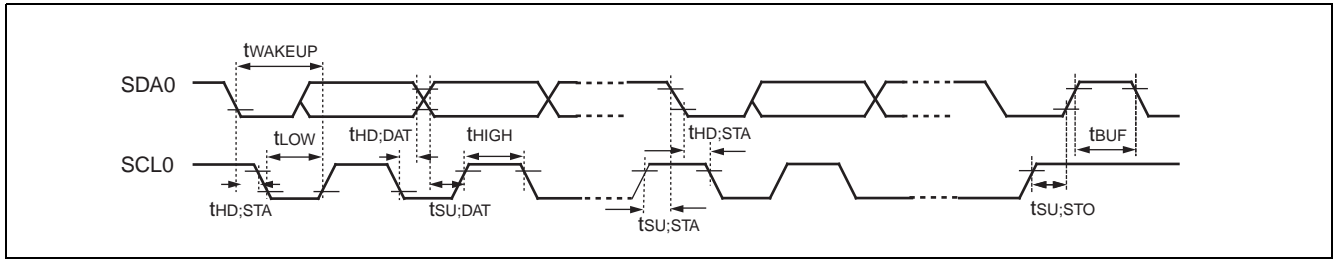 tWAKEUP
SDA0
tHD;DAT
tHIGH
tHD;STA
tLOW
tBUF
SCL0
tHD;STA
tSU;DAT
tSU;STA
tSU;STO